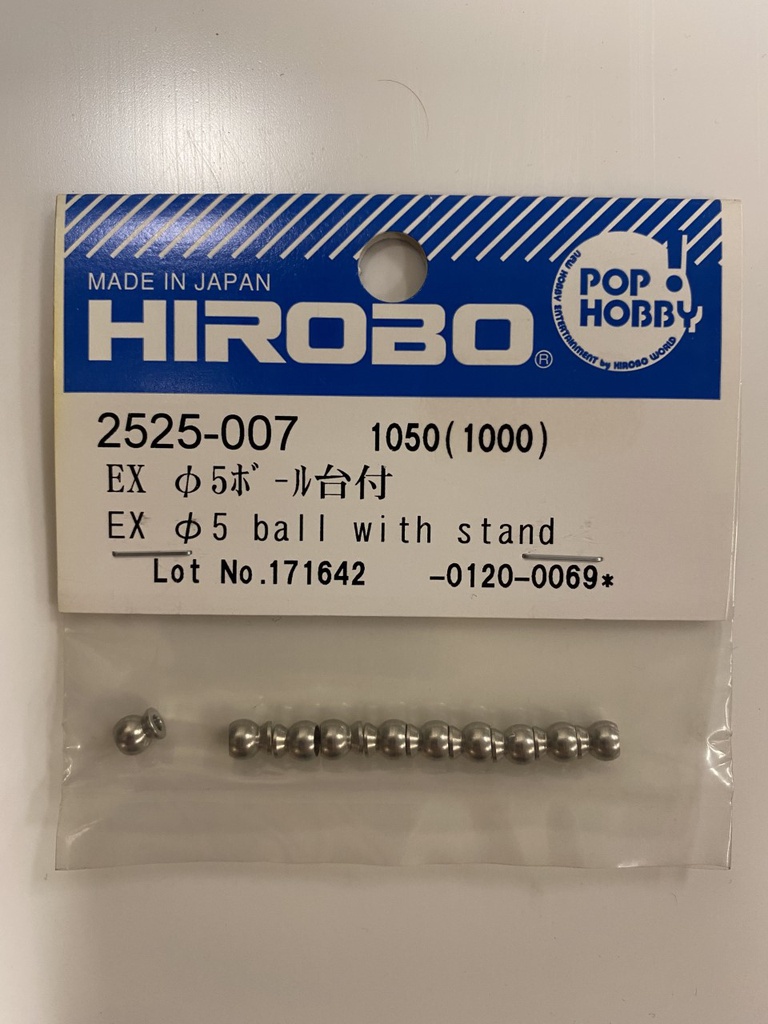 MADE IN JAPAN
HIROBO®
POP!
HOBBY
NEW HOBBY ENTERTAINMENT by HIROBO WORLD
2525-007 1050(1000)
EX φ5ﾎﾞｰﾙ台付
EX φ5 ball with stand
Lot No.171642 -0120-0069*